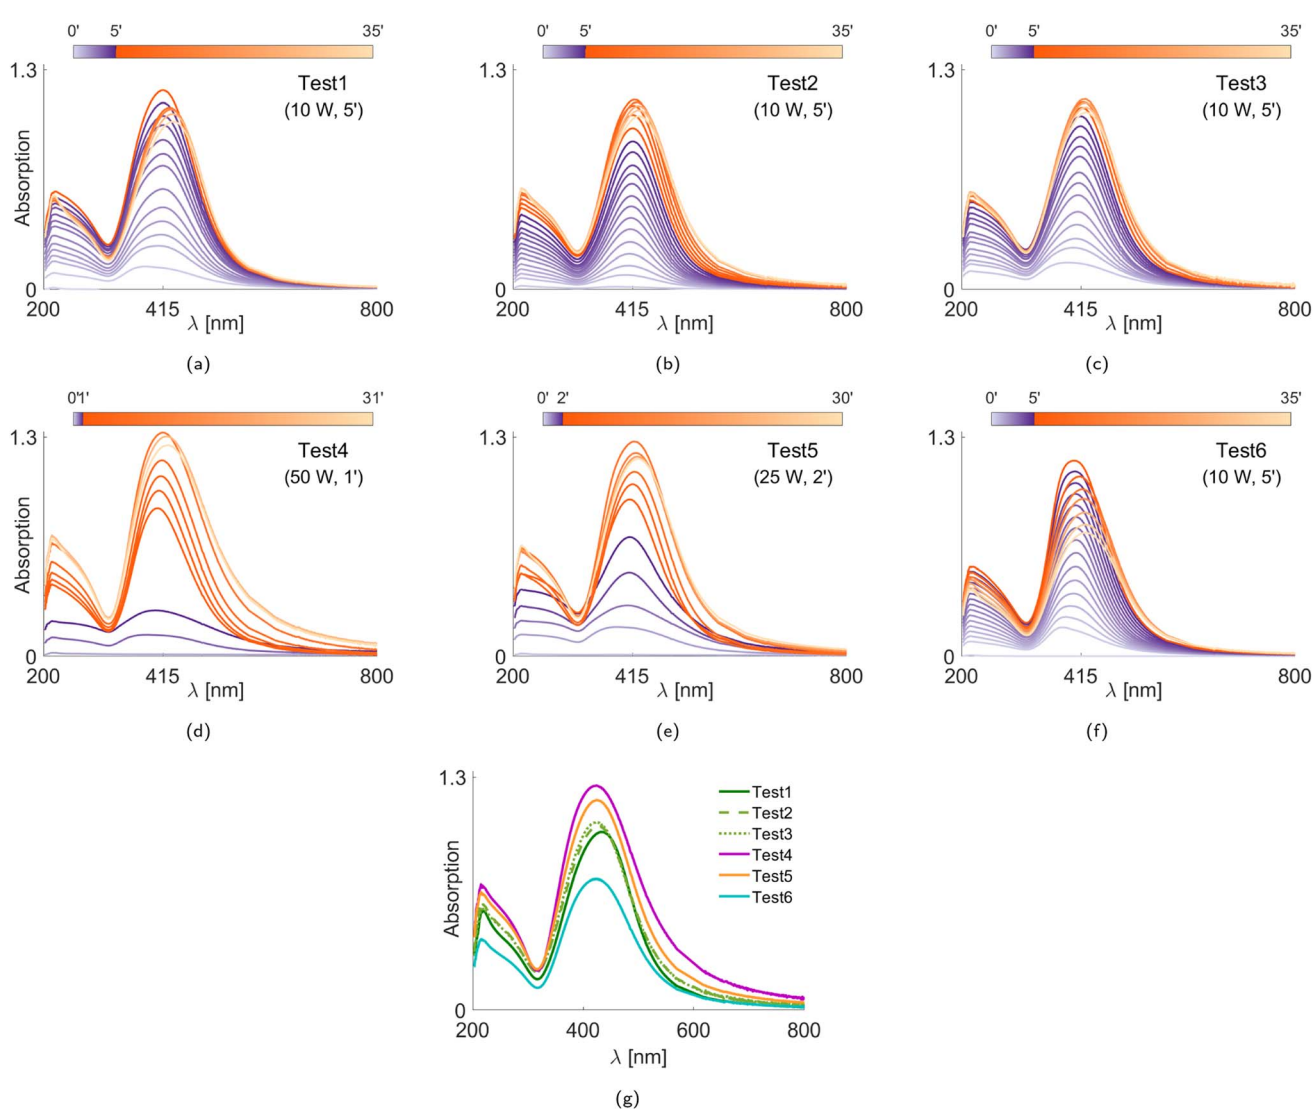 0' 5' 35'
1.3
Test1
(10 W, 5')
Absorption
0
200 415 800
λ [nm]
(a)
0' 5' 35'
1.3
Test2
(10 W, 5')
0
200 415 800
λ [nm]
(b)
0' 5' 35'
1.3
Test3
(10 W, 5')
0
200 415 800
λ [nm]
(c)
0' 1' 31'
1.3
Test4
(50 W, 1')
Absorption
0
200 415 800
λ [nm]
(d)
0' 2' 30'
1.3
Test5
(25 W, 2')
0
200 415 800
λ [nm]
(e)
0' 5' 35'
1.3
Test6
(10 W, 5')
0
200 415 800
λ [nm]
(f)
1.3
Test1
Test2
Test3
Test4
Test5
Test6
Absorption
0
200 400 600 800
λ [nm]
(g)